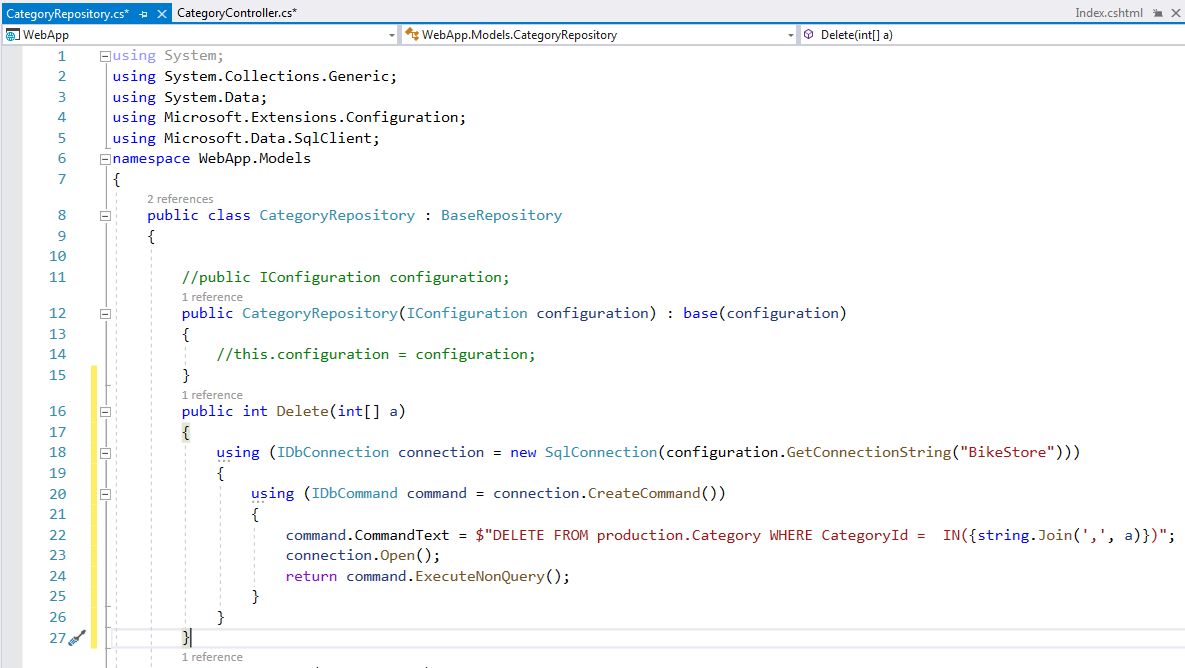 CategoryRepository.cs* CategoryController.cs* Index.cshtml
WebApp WebApp.Models.CategoryRepository Delete(int[] a)
1 using System;
2 using System.Collections.Generic;
3 using System.Data;
4 using Microsoft.Extensions.Configuration;
5 using Microsoft.Data.SqlClient;
6 namespace WebApp.Models
7 {
2 references
8 public class CategoryRepository : BaseRepository
9 {
10
11 //public IConfiguration configuration;
1 reference
12 public CategoryRepository(IConfiguration configuration) : base(configuration)
13 {
14 //this.configuration = configuration;
15 }
1 reference
16 public int Delete(int[] a)
17 {
18 using (IDbConnection connection = new SqlConnection(configuration.GetConnectionString("BikeStore")))
19 {
20 using (IDbCommand command = connection.CreateCommand())
21 {
22 command.CommandText = $"DELETE FROM production.Category WHERE CategoryId =  IN({string.Join(',', a)})";
23 connection.Open();
24 return command.ExecuteNonQuery();
25 }
26 }
27 }
1 reference